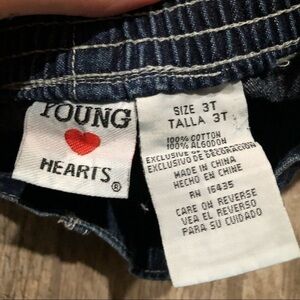 YOUNG
HEARTS®
SIZE 3T
TALLA 3T
100% COTTON
100% ALGODON
EXCLUSIVE OF DECORATION
EXCLUSIVO DE DECORACION
MADE IN CHINA
HECHO EN CHINE
RN 16435
CARE ON REVERSE
VEA EL REVERSO
PARA SU CUIDADO